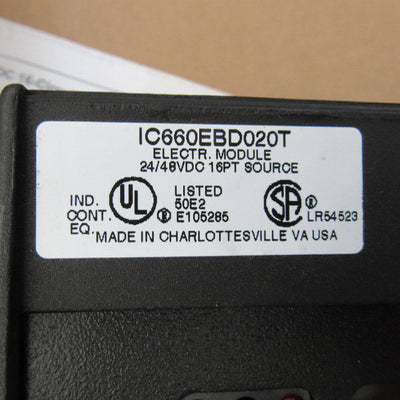 IC660EBD020T
ELECTR. MODULE
24/48VDC 16PT SOURCE
IND. CONT. EQ.
UL ®
LISTED
50E2
E105285
SA ®
LR54523
MADE IN CHARLOTTESVILLE VA USA